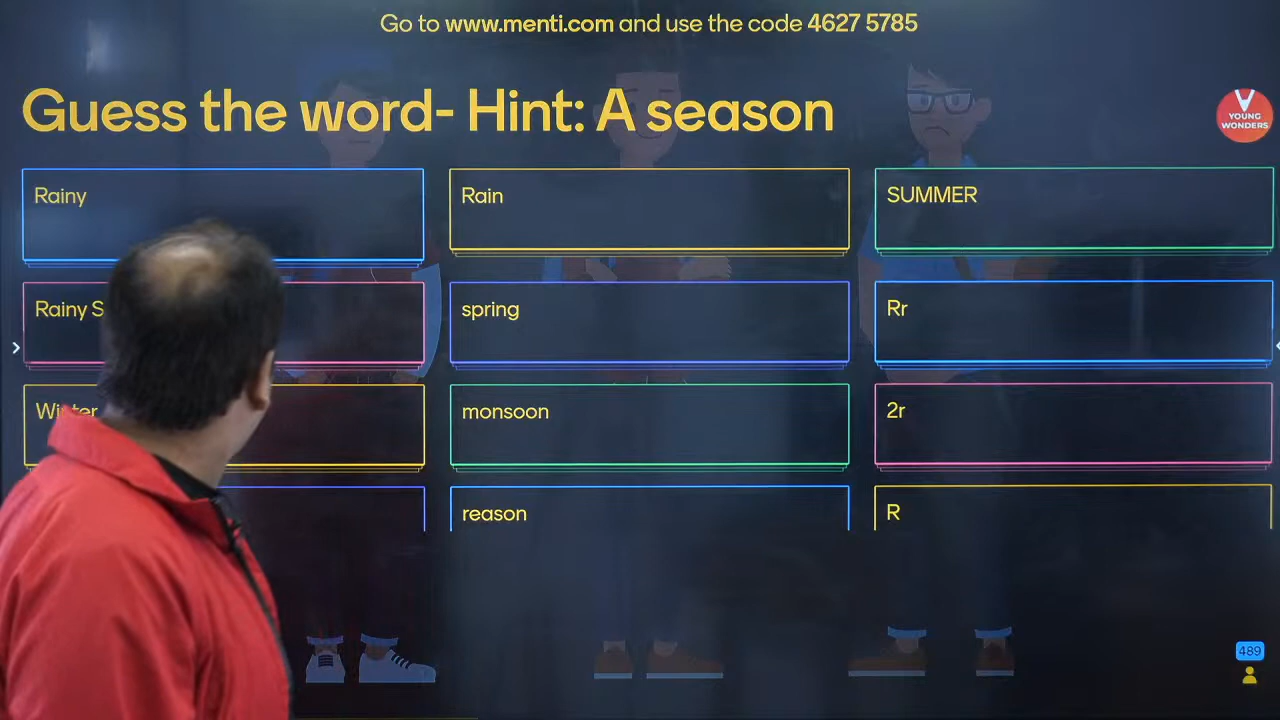 Go to www.menti.com and use the code 4627 5785
Guess the word- Hint: A season
YOUNG
WONDERS
Rainy
Rain
SUMMER
Rainy S
spring
Rr
monsoon
2r
reason
R
489